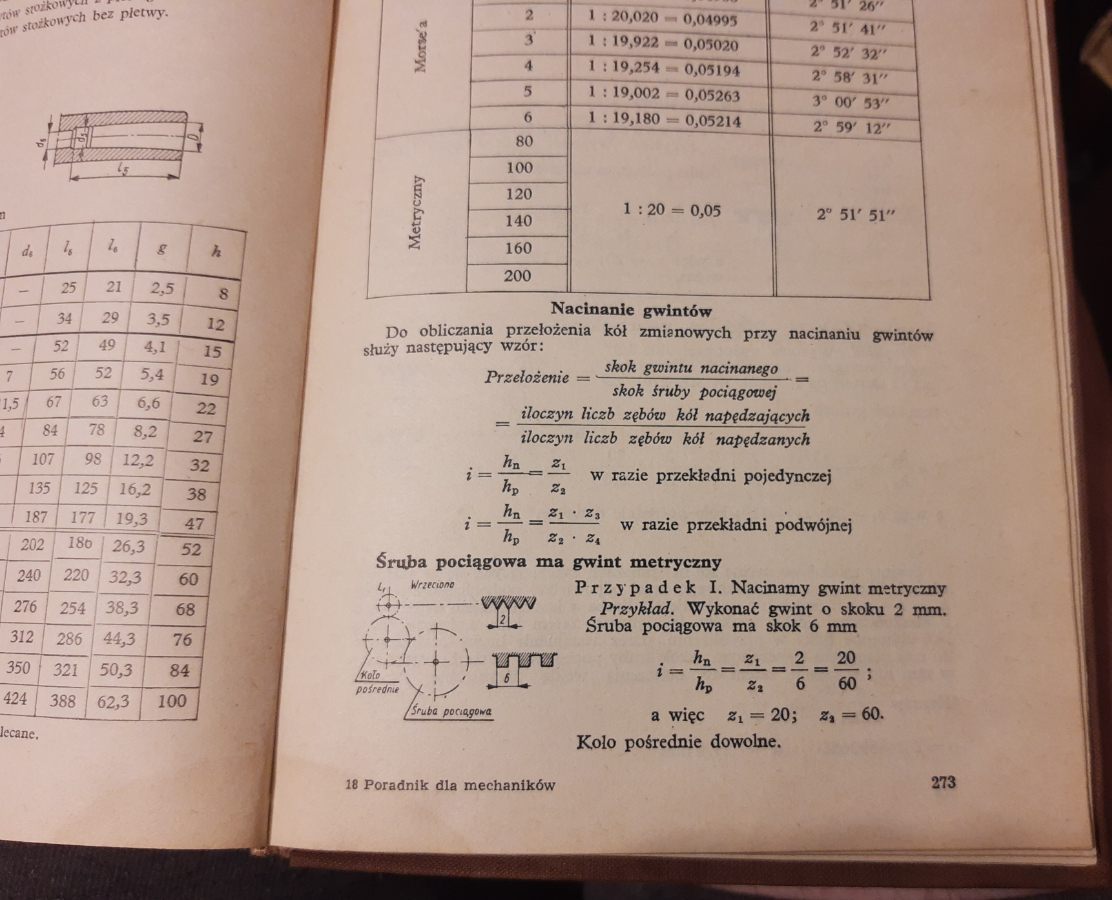 stożkowych bez płetwy.
d₅
d₅
D
l₅
d₆ l₅ l₆ g h
— 25 21 2,5 8
— 34 29 3,5 12
— 52 49 4,1 15
7 56 52 5,4 19
1,5 67 63 6,6 22
4 84 78 8,2 27
107 98 12,2 32
135 125 16,2 38
187 177 19,3 47
202 186 26,3 52
240 220 32,3 60
276 254 38,3 68
312 286 44,3 76
350 321 50,3 84
424 388 62,3 100
lecane.
2° 51′ 26″
Morse'a
2 1 : 20,020 = 0,04995 2° 51′ 41″
3 1 : 19,922 = 0,05020 2° 52′ 32″
4 1 : 19,254 = 0,05194 2° 58′ 31″
5 1 : 19,002 = 0,05263 3° 00′ 53″
6 1 : 19,180 = 0,05214 2° 59′ 12″
Metryczny
80
100
120
140
160
200
1 : 20 = 0,05 2° 51′ 51″
Nacinanie gwintów
Do obliczania przełożenia kół zmianowych przy nacinaniu gwintów
służy następujący wzór:
Przełożenie = skok gwintu nacinanego / skok śruby pociągowej =
= iloczyn liczb zębów kół napędzających / iloczyn liczb zębów kół napędzanych
i = hₙ / hₚ = z₁ / z₂ w razie przekładni pojedynczej
i = hₙ / hₚ = z₁ · z₃ / z₂ · z₄ w razie przekładni podwójnej
Śruba pociągowa ma gwint metryczny
Wrzeciono
2
Koło
pośrednie
6
Śruba pociągowa
Przypadek I. Nacinamy gwint metryczny
Przykład. Wykonać gwint o skoku 2 mm.
Śruba pociągowa ma skok 6 mm
i = hₙ / hₚ = z₁ / z₂ = 2 / 6 = 20 / 60 ;
a więc z₁ = 20; z₂ = 60.
Koło pośrednie dowolne.
18 Poradnik dla mechaników
273